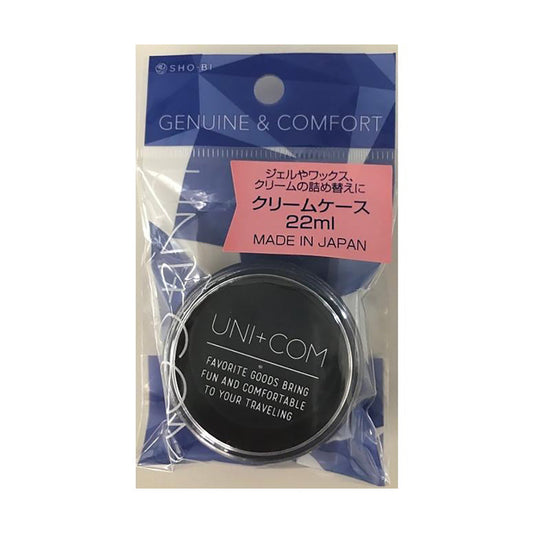 SHO-BI
GENUINE & COMFORT
ジェルやワックス、
クリームの詰め替えに
クリームケース
22ml
MADE IN JAPAN
UNI+COM
FAVORITE GOODS BRING
FUN AND COMFORTABLE
TO YOUR TRAVELING